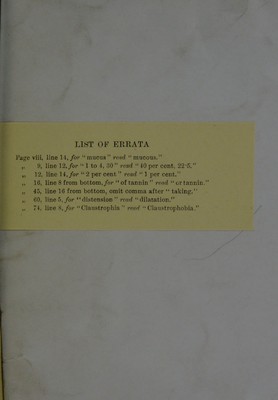 LIST OF ERRATA
Page viii, line 14, for "mucus" read "mucous."
8, line 12, for "1 to 4, 30" read "40 per cent, 22·5."
12, line 14, for "2 per cent" read "1 per cent."
16, line 8 from bottom, for "of tannin" read "or tannin."
45, line 16 from bottom, omit comma after "taking."
60, line 5, for "distension" read "dilatation."
74, line 8, for "Claustrophia" read "Claustrophobia."